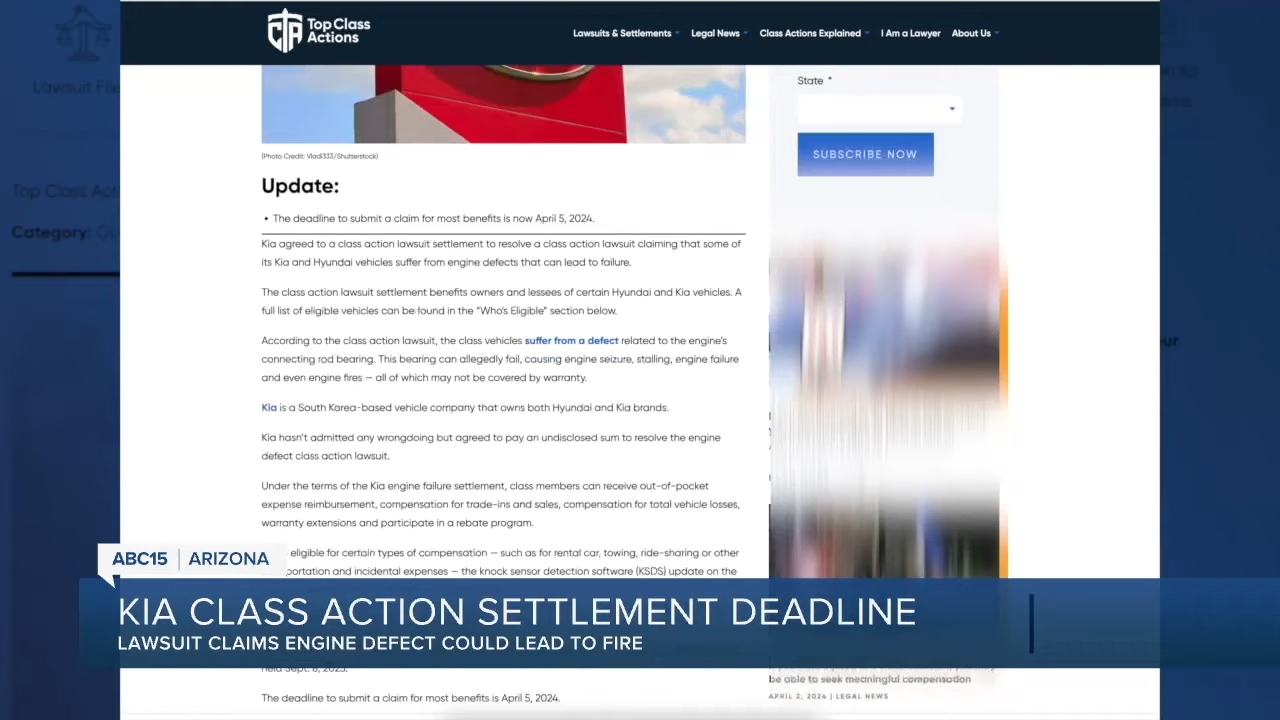 Top Class
Actions
Lawsuits & Settlements
Legal News
Class Actions Explained
I Am a Lawyer
About Us
Lawsuit File
Top Class Act
Category:
State *
SUBSCRIBE NOW
(Photo Credit: Vladi333/Shutterstock)
Update:
• The deadline to submit a claim for most benefits is now April 5, 2024.
Kia agreed to a class action lawsuit settlement to resolve a class action lawsuit claiming that some of
its Kia and Hyundai vehicles suffer from engine defects that can lead to failure.
The class action lawsuit settlement benefits owners and lessees of certain Hyundai and Kia vehicles. A
full list of eligible vehicles can be found in the “Who’s Eligible” section below.
According to the class action lawsuit, the class vehicles suffer from a defect related to the engine’s
connecting rod bearing. This bearing can allegedly fail, causing engine seizure, stalling, engine failure
and even engine fires — all of which may not be covered by warranty.
Kia is a South Korea-based vehicle company that owns both Hyundai and Kia brands.
Kia hasn’t admitted any wrongdoing but agreed to pay an undisclosed sum to resolve the engine
defect class action lawsuit.
Under the terms of the Kia engine failure settlement, class members can receive out-of-pocket
expense reimbursement, compensation for trade-ins and sales, compensation for total vehicle losses,
warranty extensions and participate in a rebate program.
eligible for certain types of compensation — such as for rental car, towing, ride-sharing or other
portation and incidental expenses — the knock sensor detection software (KSDS) update on the
ABC15 | ARIZONA
KIA CLASS ACTION SETTLEMENT DEADLINE
LAWSUIT CLAIMS ENGINE DEFECT COULD LEAD TO FIRE
The deadline to submit a claim for most benefits is April 5, 2024.
be able to seek meaningful compensation
APRIL 2, 2024 | LEGAL NEWS